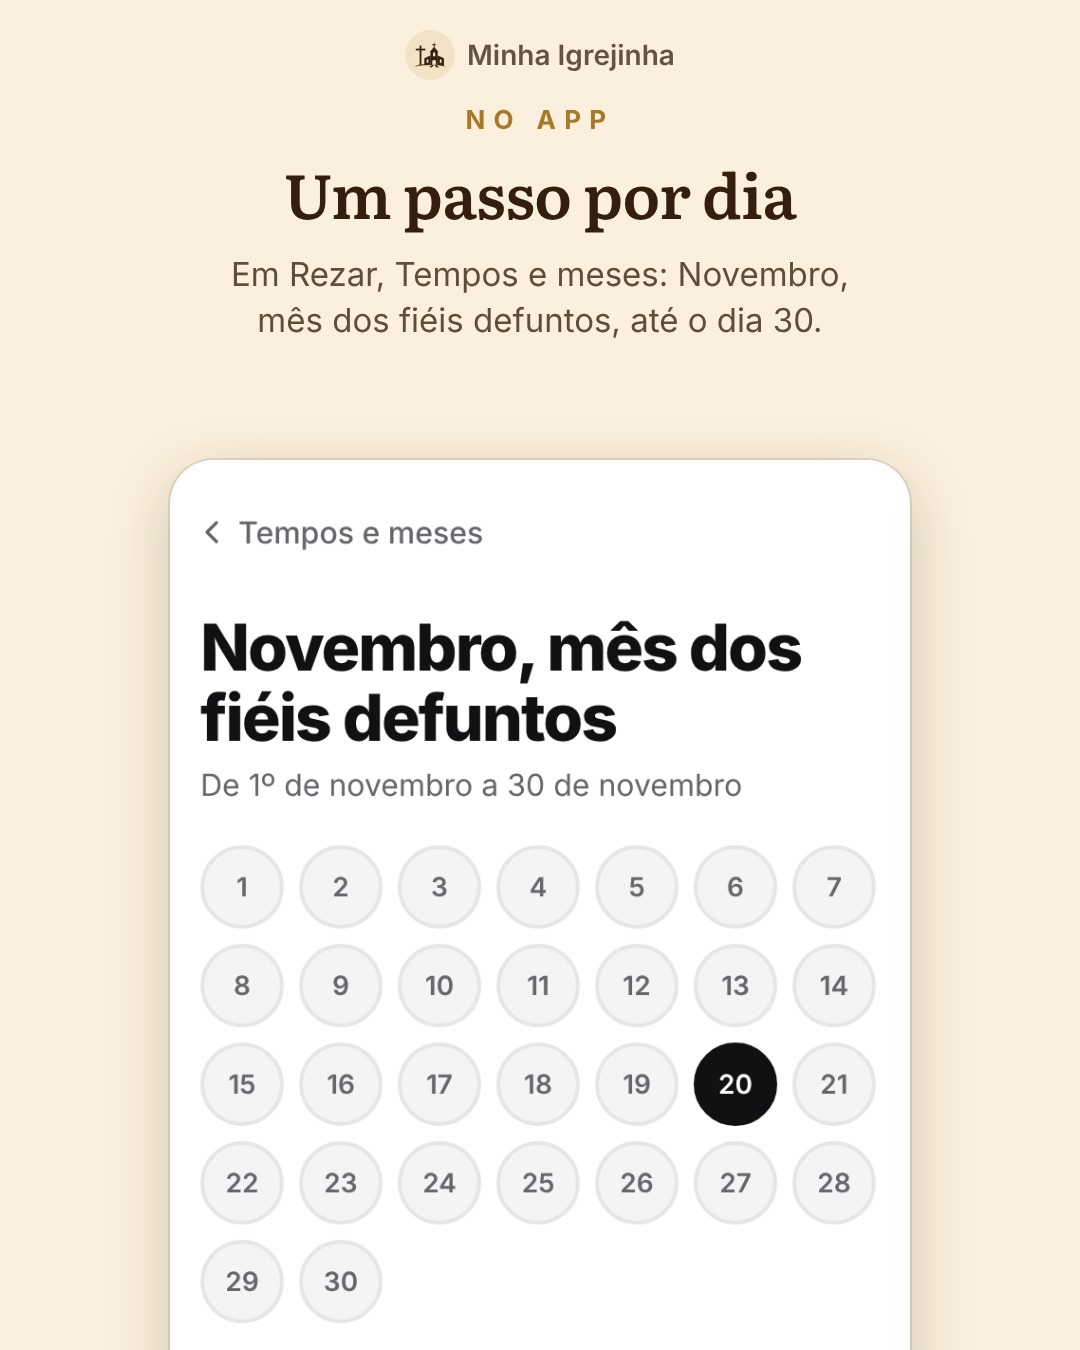 Minha Igrejinha
NO APP
Um passo por dia
Em Rezar, Tempos e meses: Novembro,
mês dos fiéis defuntos, até o dia 30.
Tempos e meses
Novembro, mês dos
fiéis defuntos
De 1º de novembro a 30 de novembro
1 2 3 4 5 6 7
8 9 10 11 12 13 14
15 16 17 18 19 20 21
22 23 24 25 26 27 28
29 30